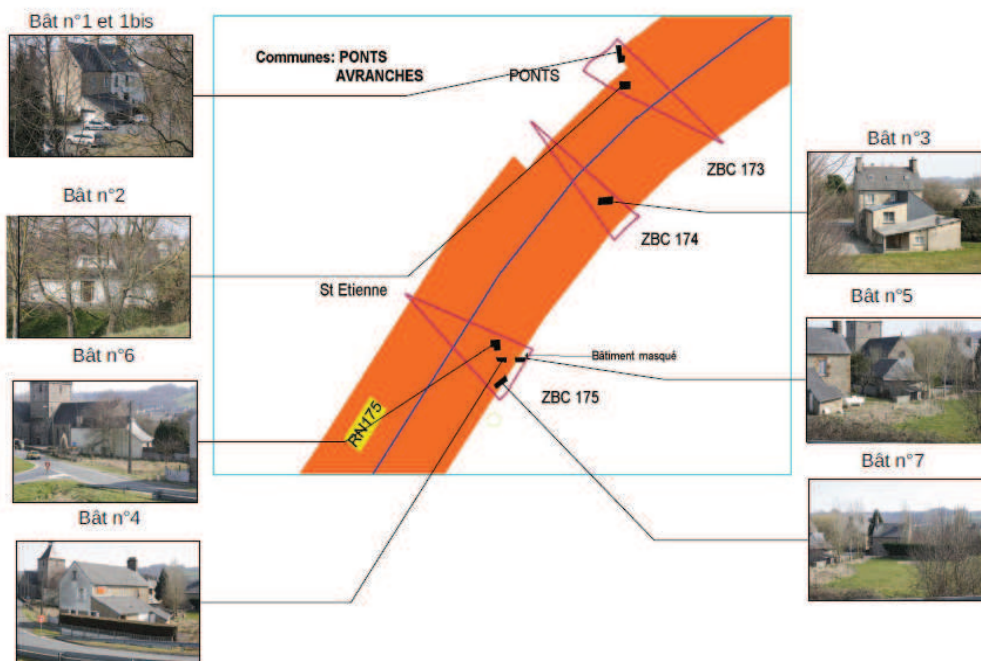 Bât n°1 et 1bis
Communes: PONTS
AVRANCHES
PONTS
Bât n°3
ZBC 173
Bât n°2
ZBC 174
St Etienne
Bât n°5
Bât n°6
Bâtiment masqué
ZBC 175
RN175
Bât n°7
Bât n°4